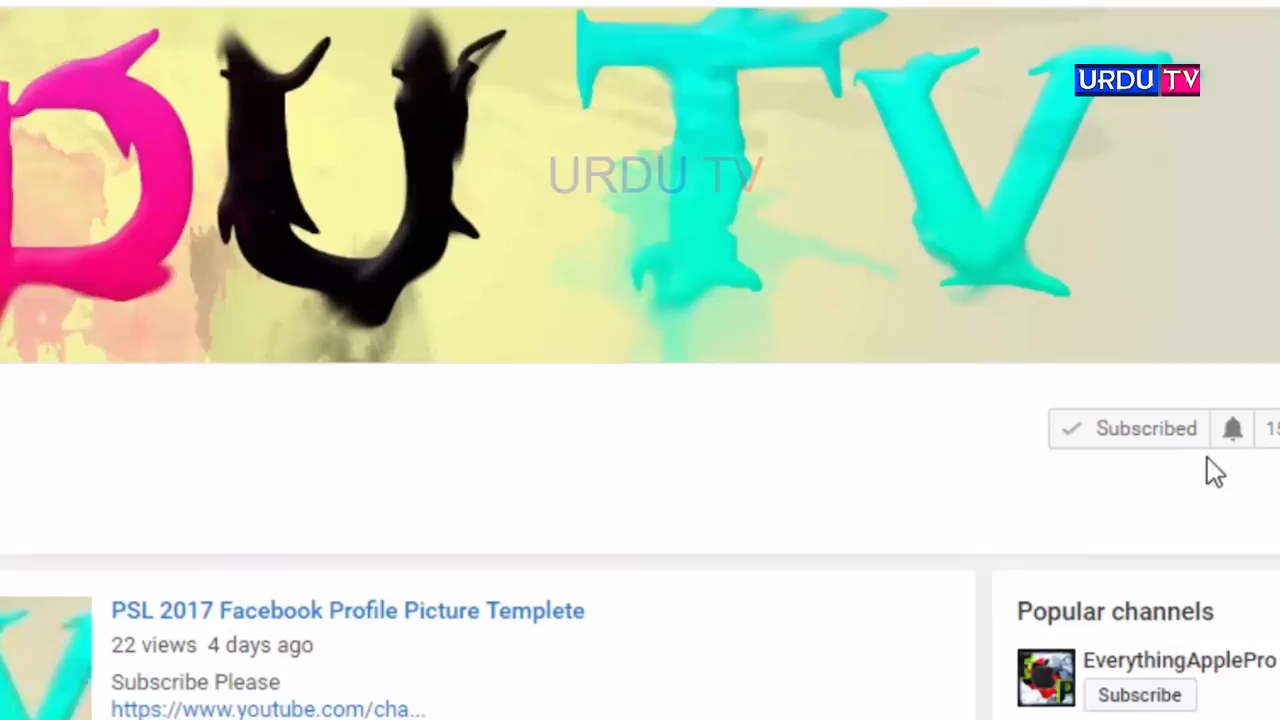 DU TV
URDU TV
URDU TV
Subscribed
PSL 2017 Facebook Profile Picture Templete
22 views 4 days ago
Subscribe Please
https://www.youtube.com/cha...
Popular channels
EverythingApplePro
Subscribe